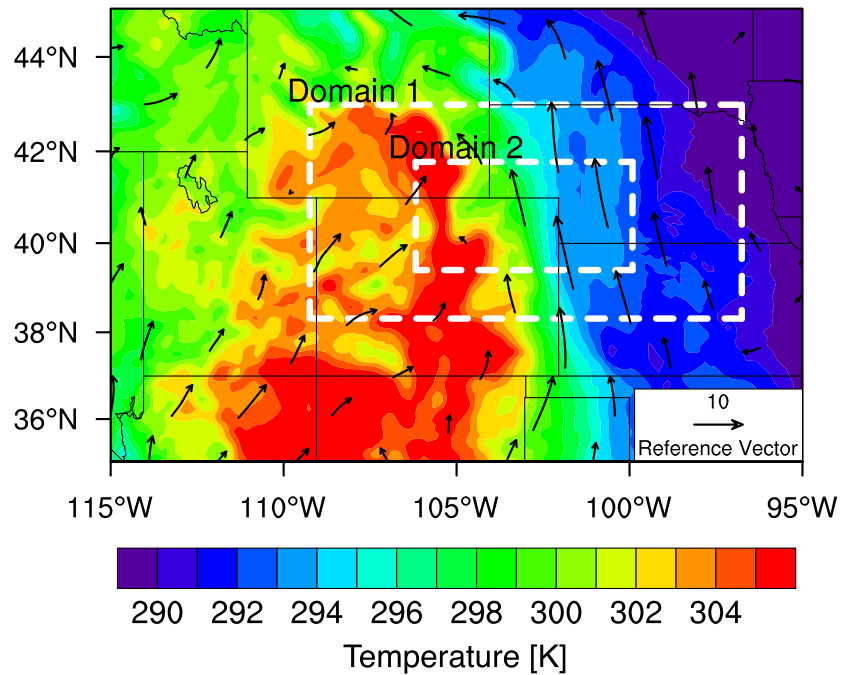 44°N
Domain 1
42°N
Domain 2
40°N
38°N
36°N
10
Reference Vector
115°W 110°W 105°W 100°W 95°W
290 292 294 296 298 300 302 304
Temperature [K]